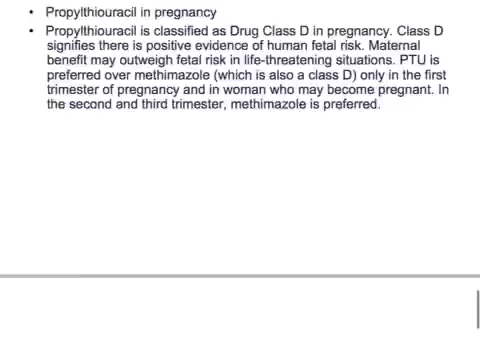 • Propylthiouracil in pregnancy
• Propylthiouracil is classified as Drug Class D in pregnancy. Class D
signifies there is positive evidence of human fetal risk. Maternal
benefit may outweigh fetal risk in life-threatening situations. PTU is
preferred over methimazole (which is also a class D) only in the first
trimester of pregnancy and in woman who may become pregnant. In
the second and third trimester, methimazole is preferred.